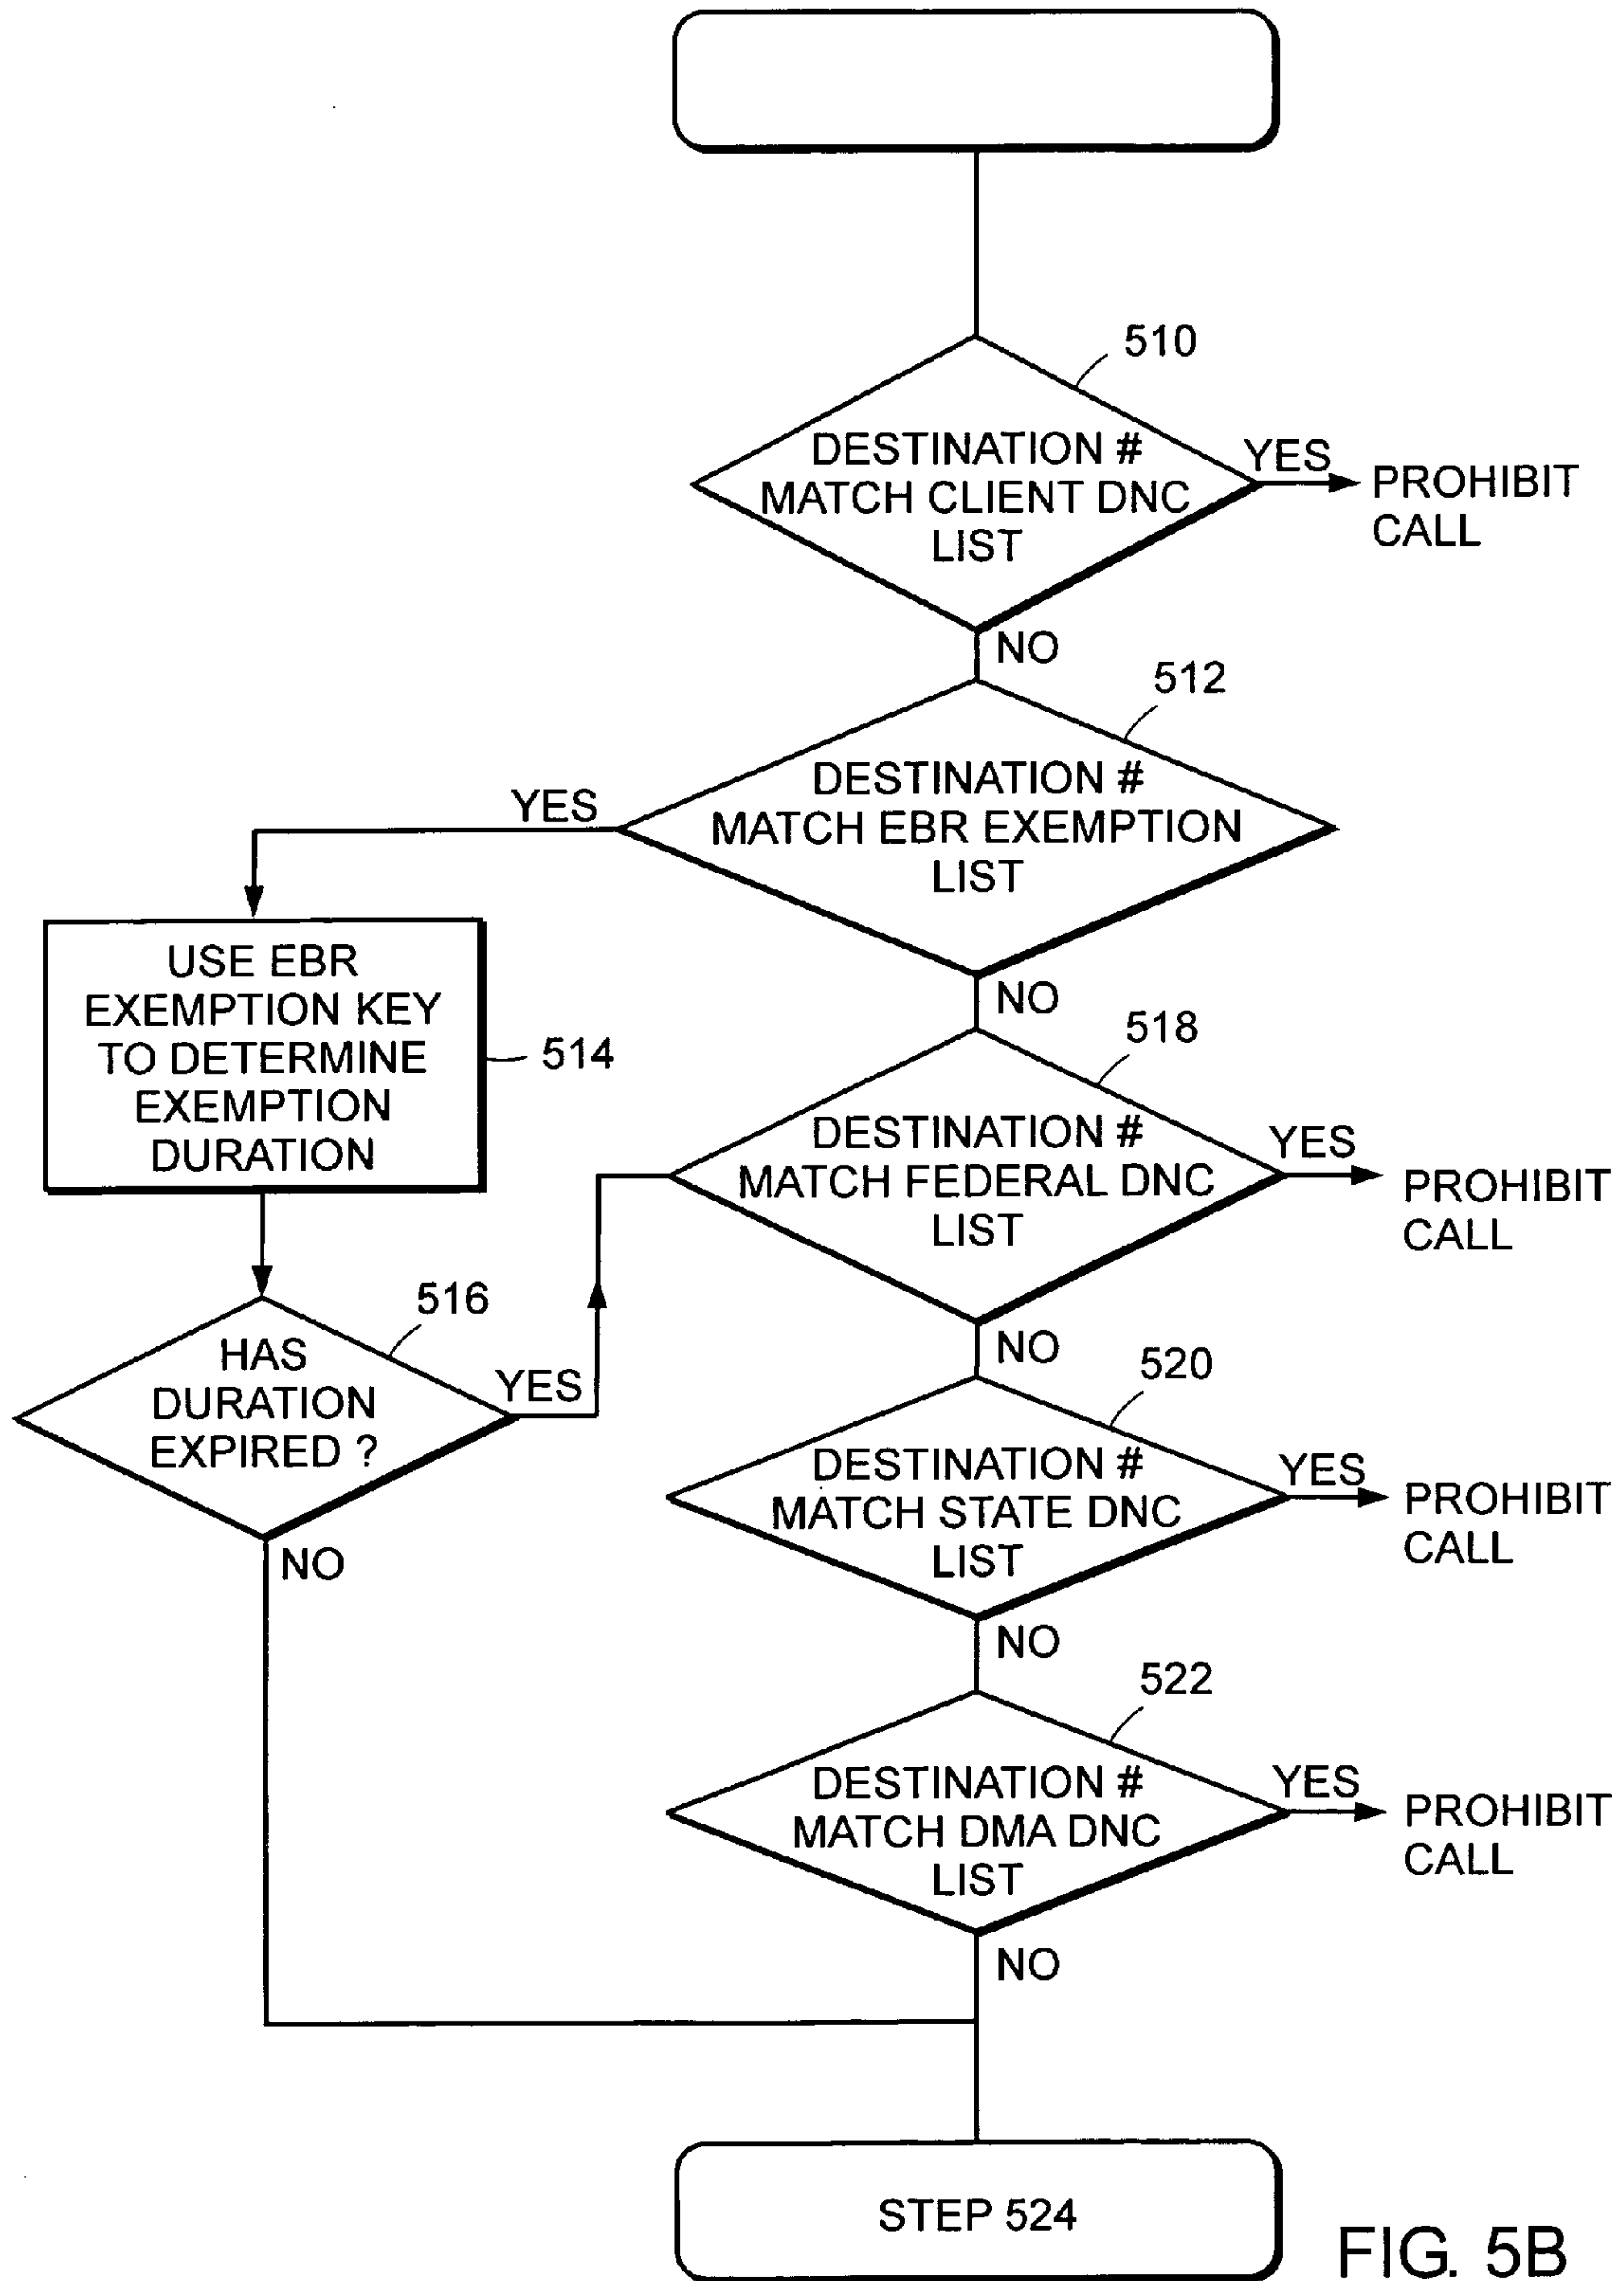 510
DESTINATION #
MATCH CLIENT DNC
LIST
YES
PROHIBIT
CALL
NO
512
DESTINATION #
MATCH EBR EXEMPTION
LIST
YES
NO
USE EBR
EXEMPTION KEY
TO DETERMINE
EXEMPTION
DURATION
514
518
DESTINATION #
MATCH FEDERAL DNC
LIST
YES
PROHIBIT
CALL
NO
516
HAS
DURATION
EXPIRED ?
YES
NO
520
DESTINATION #
MATCH STATE DNC
LIST
YES
PROHIBIT
CALL
NO
522
DESTINATION #
MATCH DMA DNC
LIST
YES
PROHIBIT
CALL
NO
STEP 524
FIG. 5B